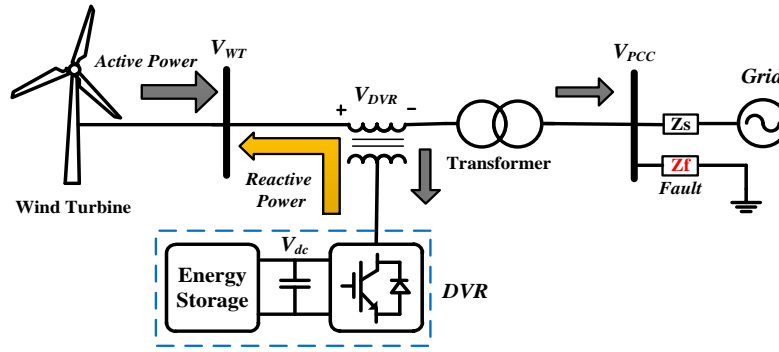 Active Power
V_WT
+ V_DVR −
V_PCC
Grid
Zs
Transformer
Zf
Fault
Reactive
Power
Wind Turbine
Energy
Storage
V_dc
DVR